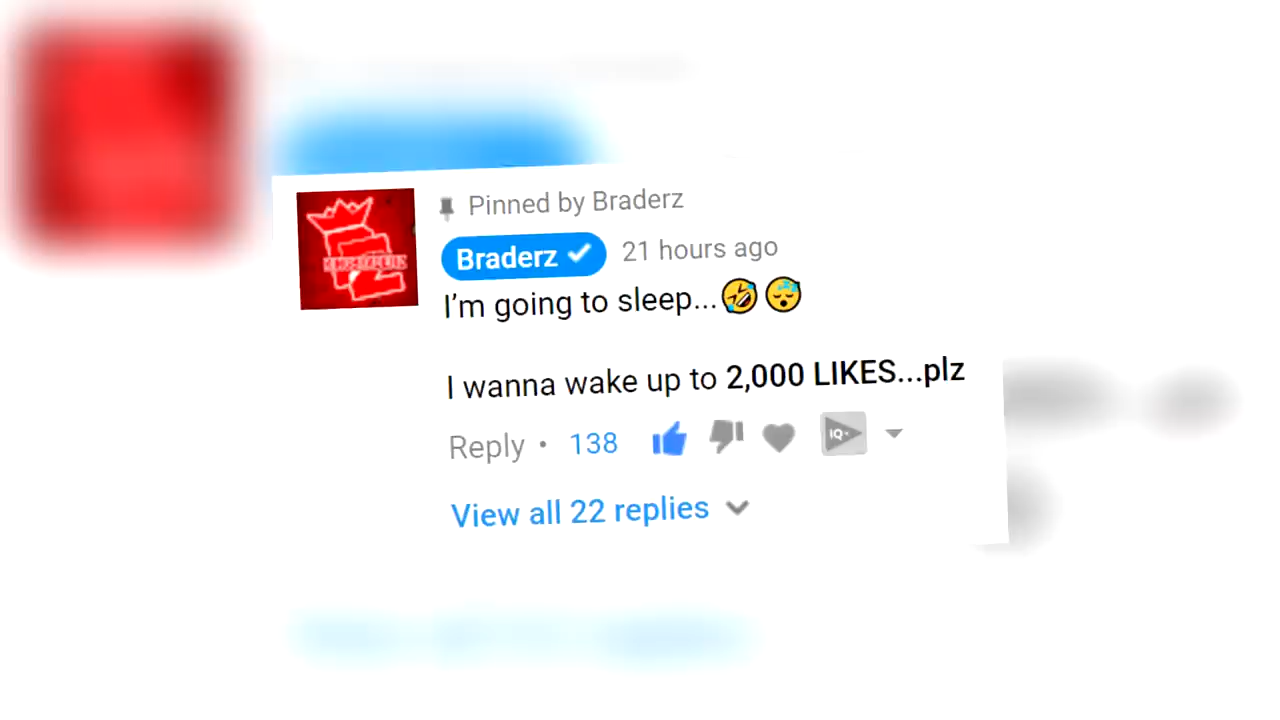 Pinned by Braderz
Braderz 21 hours ago
I'm going to sleep...🤣😴
I wanna wake up to 2,000 LIKES...plz
Reply • 138
IQ
View all 22 replies